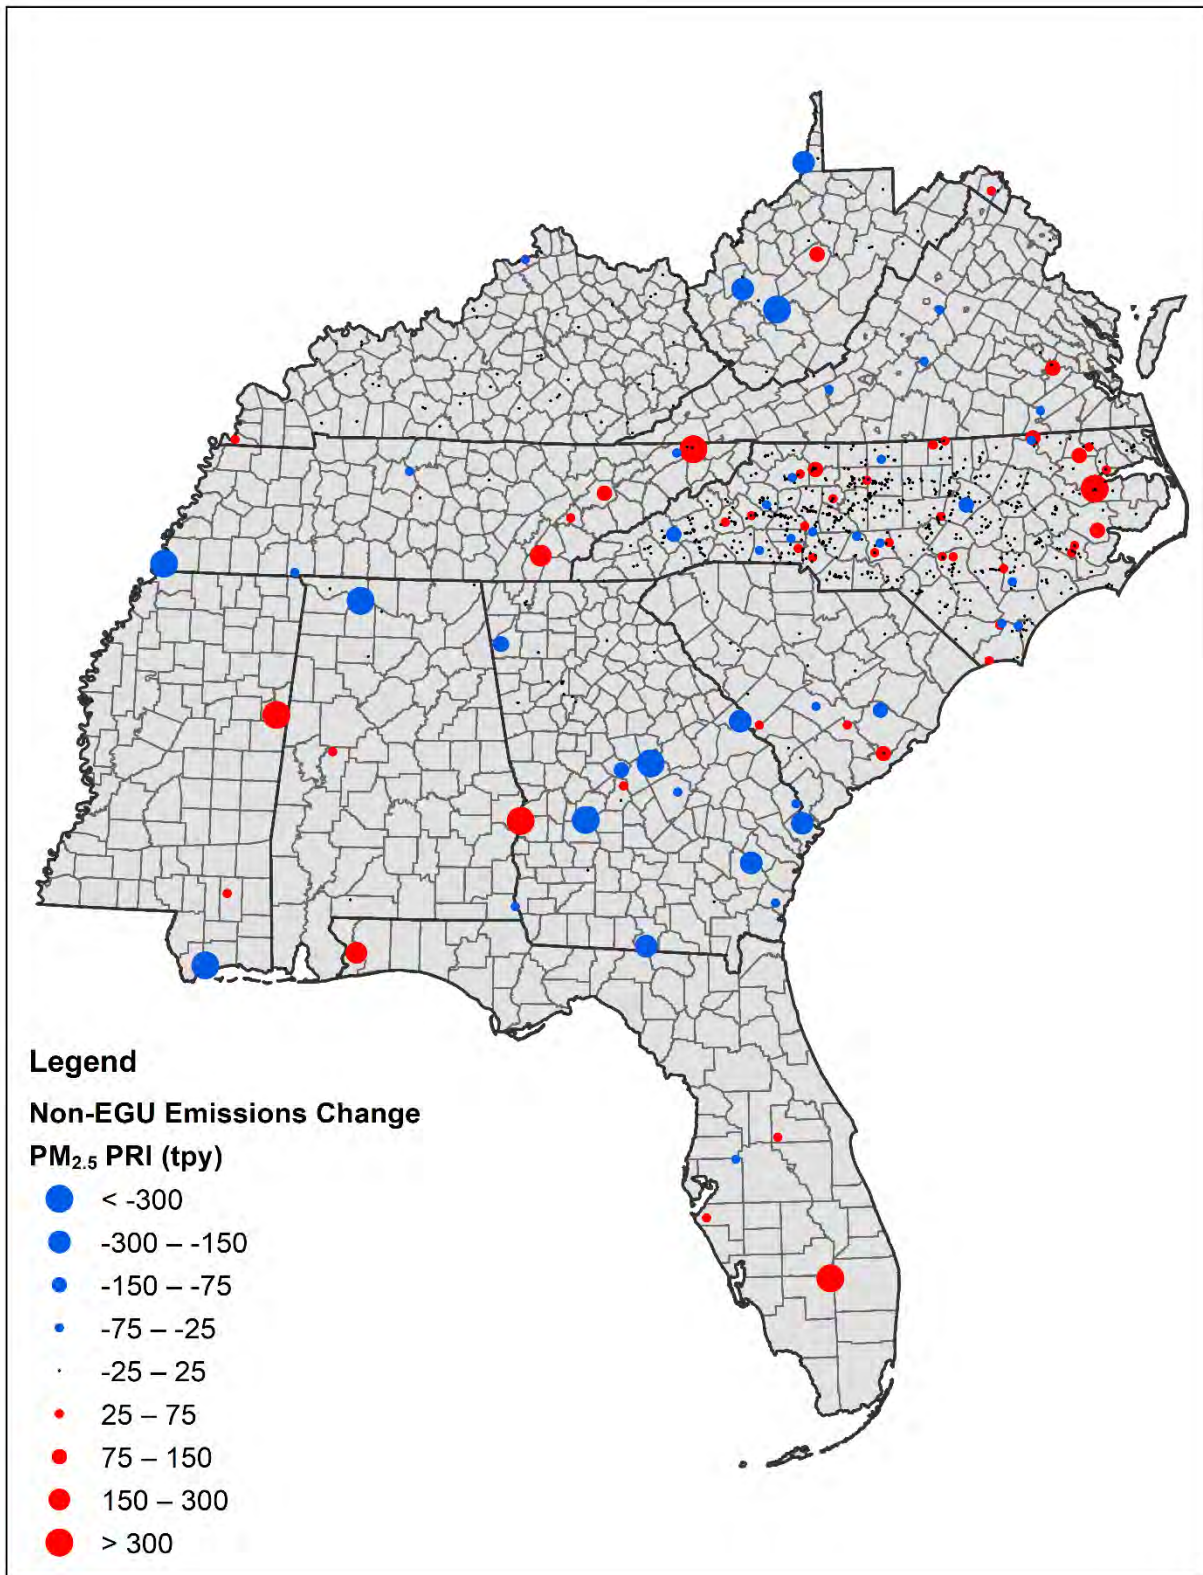 Legend
Non-EGU Emissions Change
PM2.5 PRI (tpy)
< -300
-300 – -150
-150 – -75
-75 – -25
-25 – 25
25 – 75
75 – 150
150 – 300
> 300